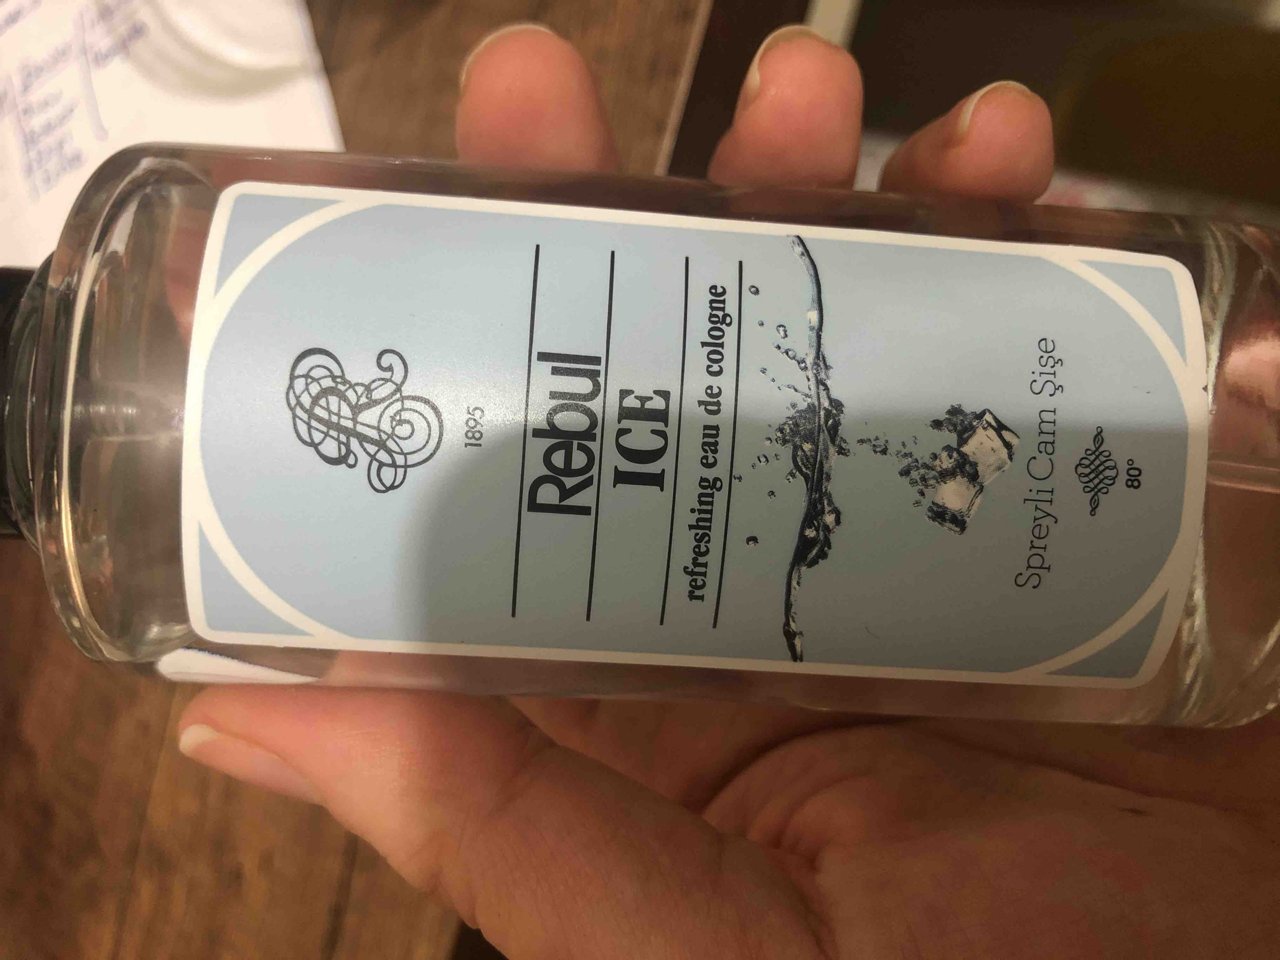 1895
Rebul
ICE
refreshing eau de cologne
Spreyli Cam Şişe
80°